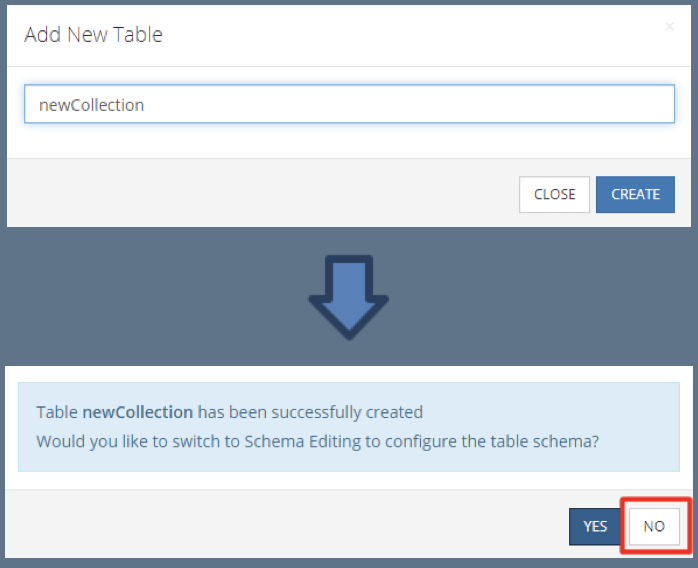 Add New Table
×
newCollection
CLOSE
CREATE
Table newCollection has been successfully created
Would you like to switch to Schema Editing to configure the table schema?
YES
NO